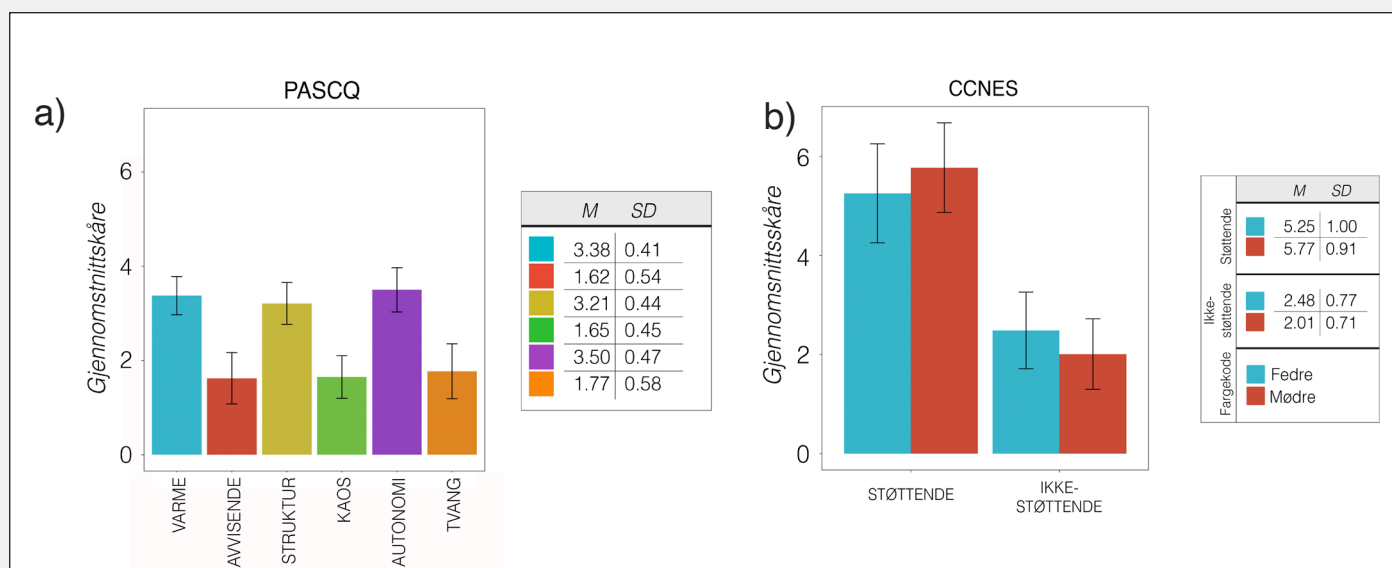 a)
PASCQ
Gjennomstnittskåre
6
4
2
0
VARME
AVVISENDE
STRUKTUR
KAOS
AUTONOMI
TVANG
M SD
3.38 0.41
1.62 0.54
3.21 0.44
1.65 0.45
3.50 0.47
1.77 0.58
b)
CCNES
Gjennomsnittsskåre
6
4
2
0
STØTTENDE
IKKE-
STØTTENDE
M SD
Støttende
5.25 1.00
5.77 0.91
Ikke-
støttende
2.48 0.77
2.01 0.71
Fargekode
Fedre
Mødre